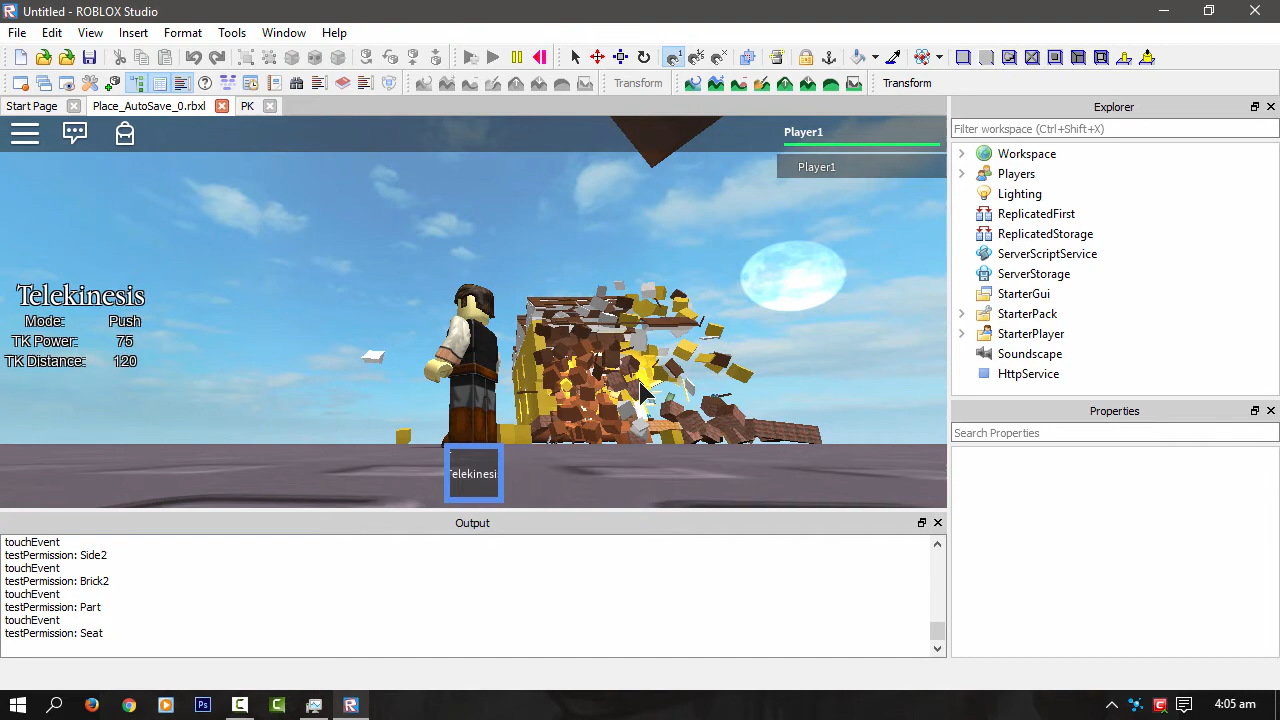 Untitled - ROBLOX Studio
File Edit View Insert Format Tools Window Help
Transform Transform
Start Page Place_AutoSave_0.rbxl PK
Player1
Player1
Telekinesis
Mode: Push
TK Power: 75
TK Distance: 120
Telekinesi
Output
touchEvent
testPermission: Side2
touchEvent
testPermission: Brick2
touchEvent
testPermission: Part
touchEvent
testPermission: Seat
Explorer
Filter workspace (Ctrl+Shift+X)
Workspace
Players
Lighting
ReplicatedFirst
ReplicatedStorage
ServerScriptService
ServerStorage
StarterGui
StarterPack
StarterPlayer
Soundscape
HttpService
Properties
Search Properties
Ps
4:05 am